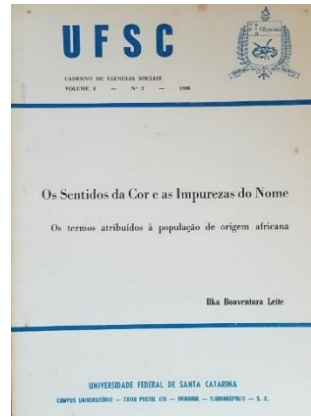 UFSC
CADERNO DE CIÊNCIAS SOCIAIS
VOLUME 8 — Nº 2 — 1988
Os Sentidos da Cor e as Impurezas do Nome
Os termos atribuídos à população de origem africana
Ilka Boaventura Leite
UNIVERSIDADE FEDERAL DE SANTA CATARINA
CAMPUS UNIVERSITÁRIO — CAIXA POSTAL 476 — TRINDADE — FLORIANÓPOLIS — S. C.